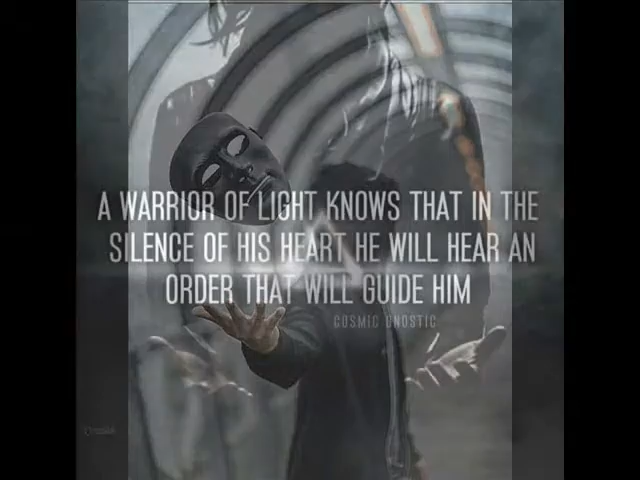 A WARRIOR OF LIGHT KNOWS THAT IN THE
SILENCE OF HIS HEART HE WILL HEAR AN
ORDER THAT WILL GUIDE HIM
COSMIC GNOSTIC